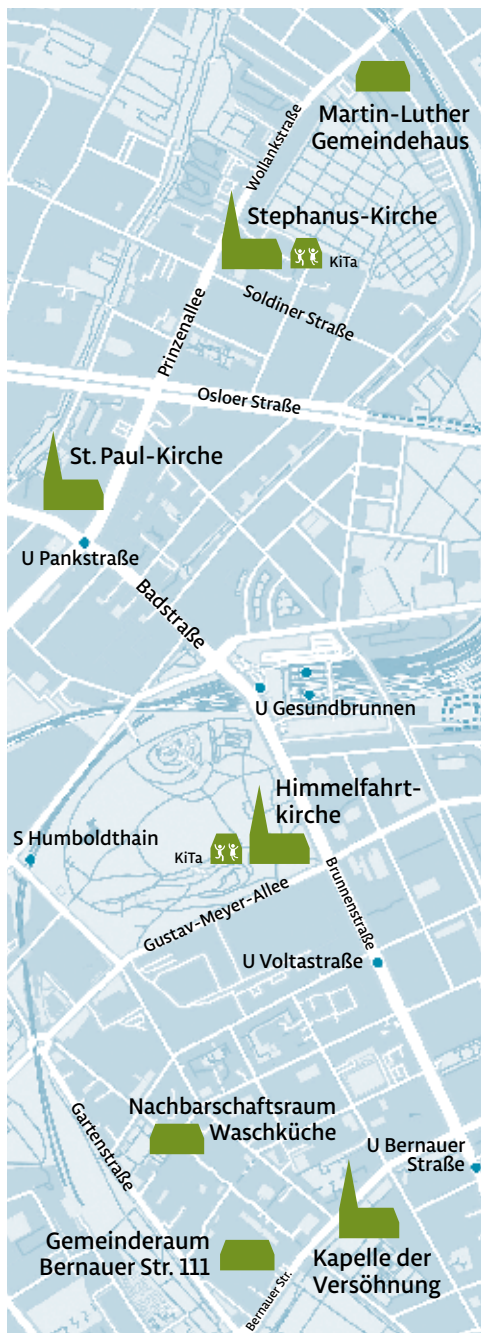 Martin-Luther
Gemeindehaus
Wollankstraße
Stephanus-Kirche
KiTa
Soldiner Straße
Prinzenallee
Osloer Straße
St. Paul-Kirche
U Pankstraße
Badstraße
U Gesundbrunnen
Himmelfahrt-
kirche
S Humboldthain
KiTa
Brunnenstraße
Gustav-Meyer-Allee
U Voltastraße
Nachbarschaftsraum
Waschküche
Gartenstraße
U Bernauer
Straße
Gemeinderaum
Bernauer Str. 111
Kapelle der
Versöhnung
Bernauer Str.